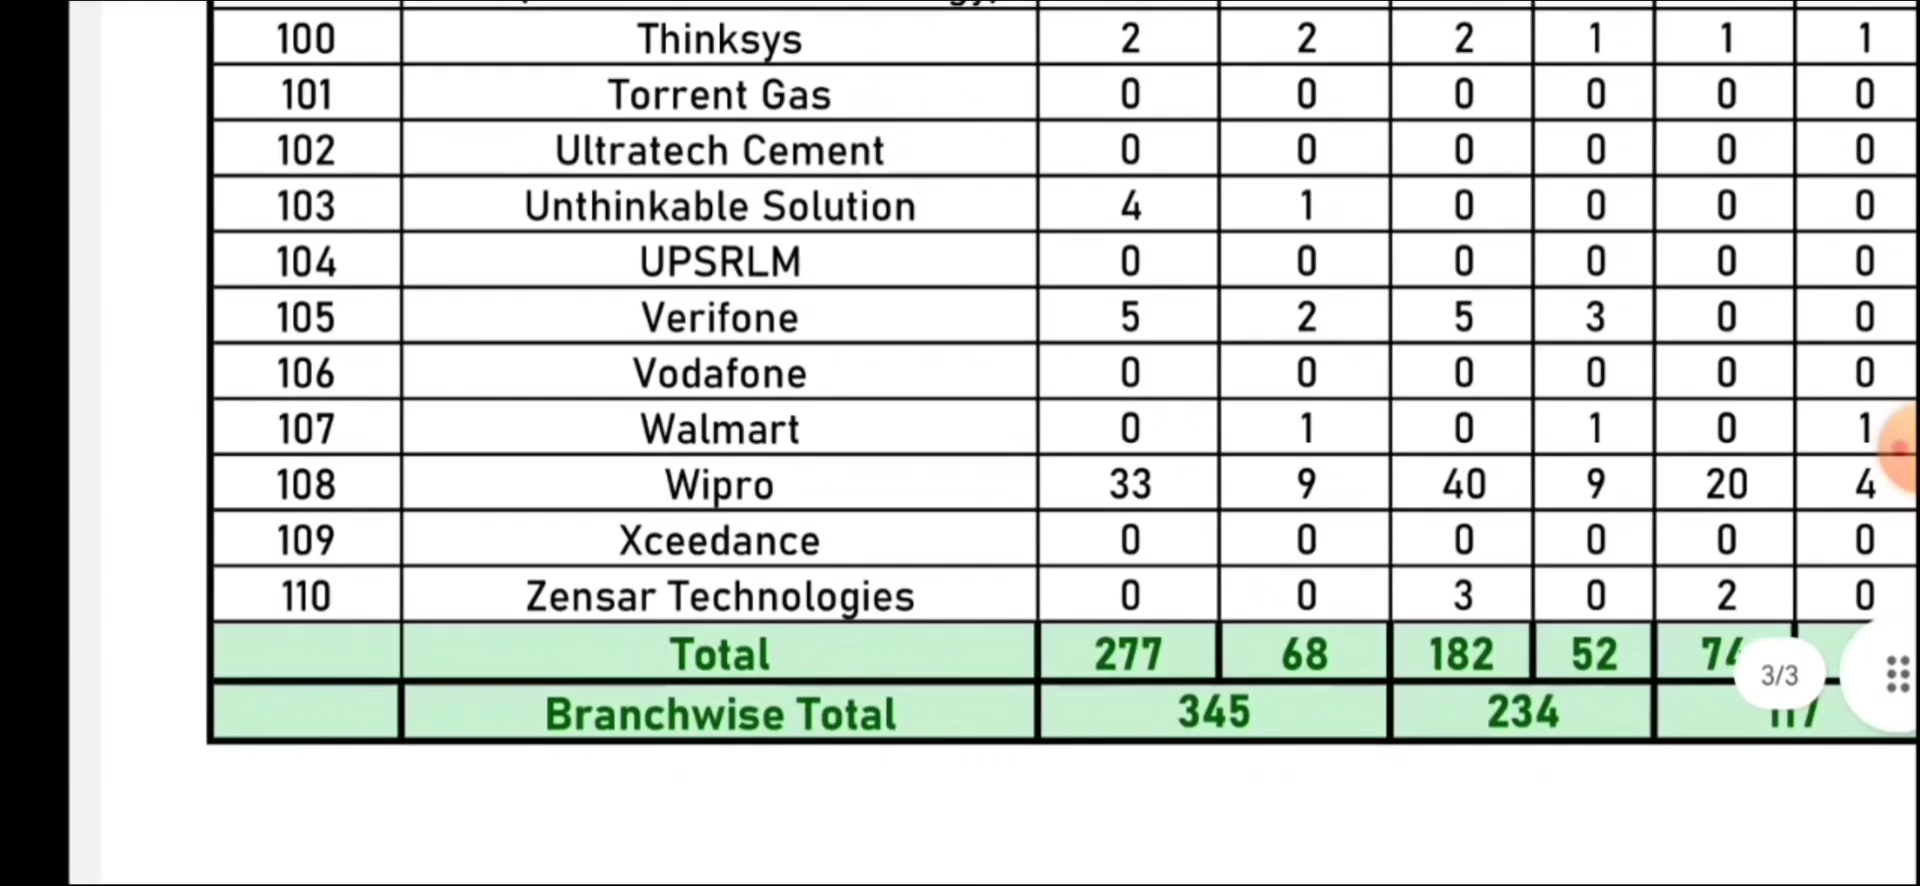 100 Thinksys 2 2 2 1 1 1
101 Torrent Gas 0 0 0 0 0 0
102 Ultratech Cement 0 0 0 0 0 0
103 Unthinkable Solution 4 1 0 0 0 0
104 UPSRLM 0 0 0 0 0 0
105 Verifone 5 2 5 3 0 0
106 Vodafone 0 0 0 0 0 0
107 Walmart 0 1 0 1 0 1
108 Wipro 33 9 40 9 20 4
109 Xceedance 0 0 0 0 0 0
110 Zensar Technologies 0 0 3 0 2 0
Total 277 68 182 52 74
3/3
Branchwise Total 345 234 117